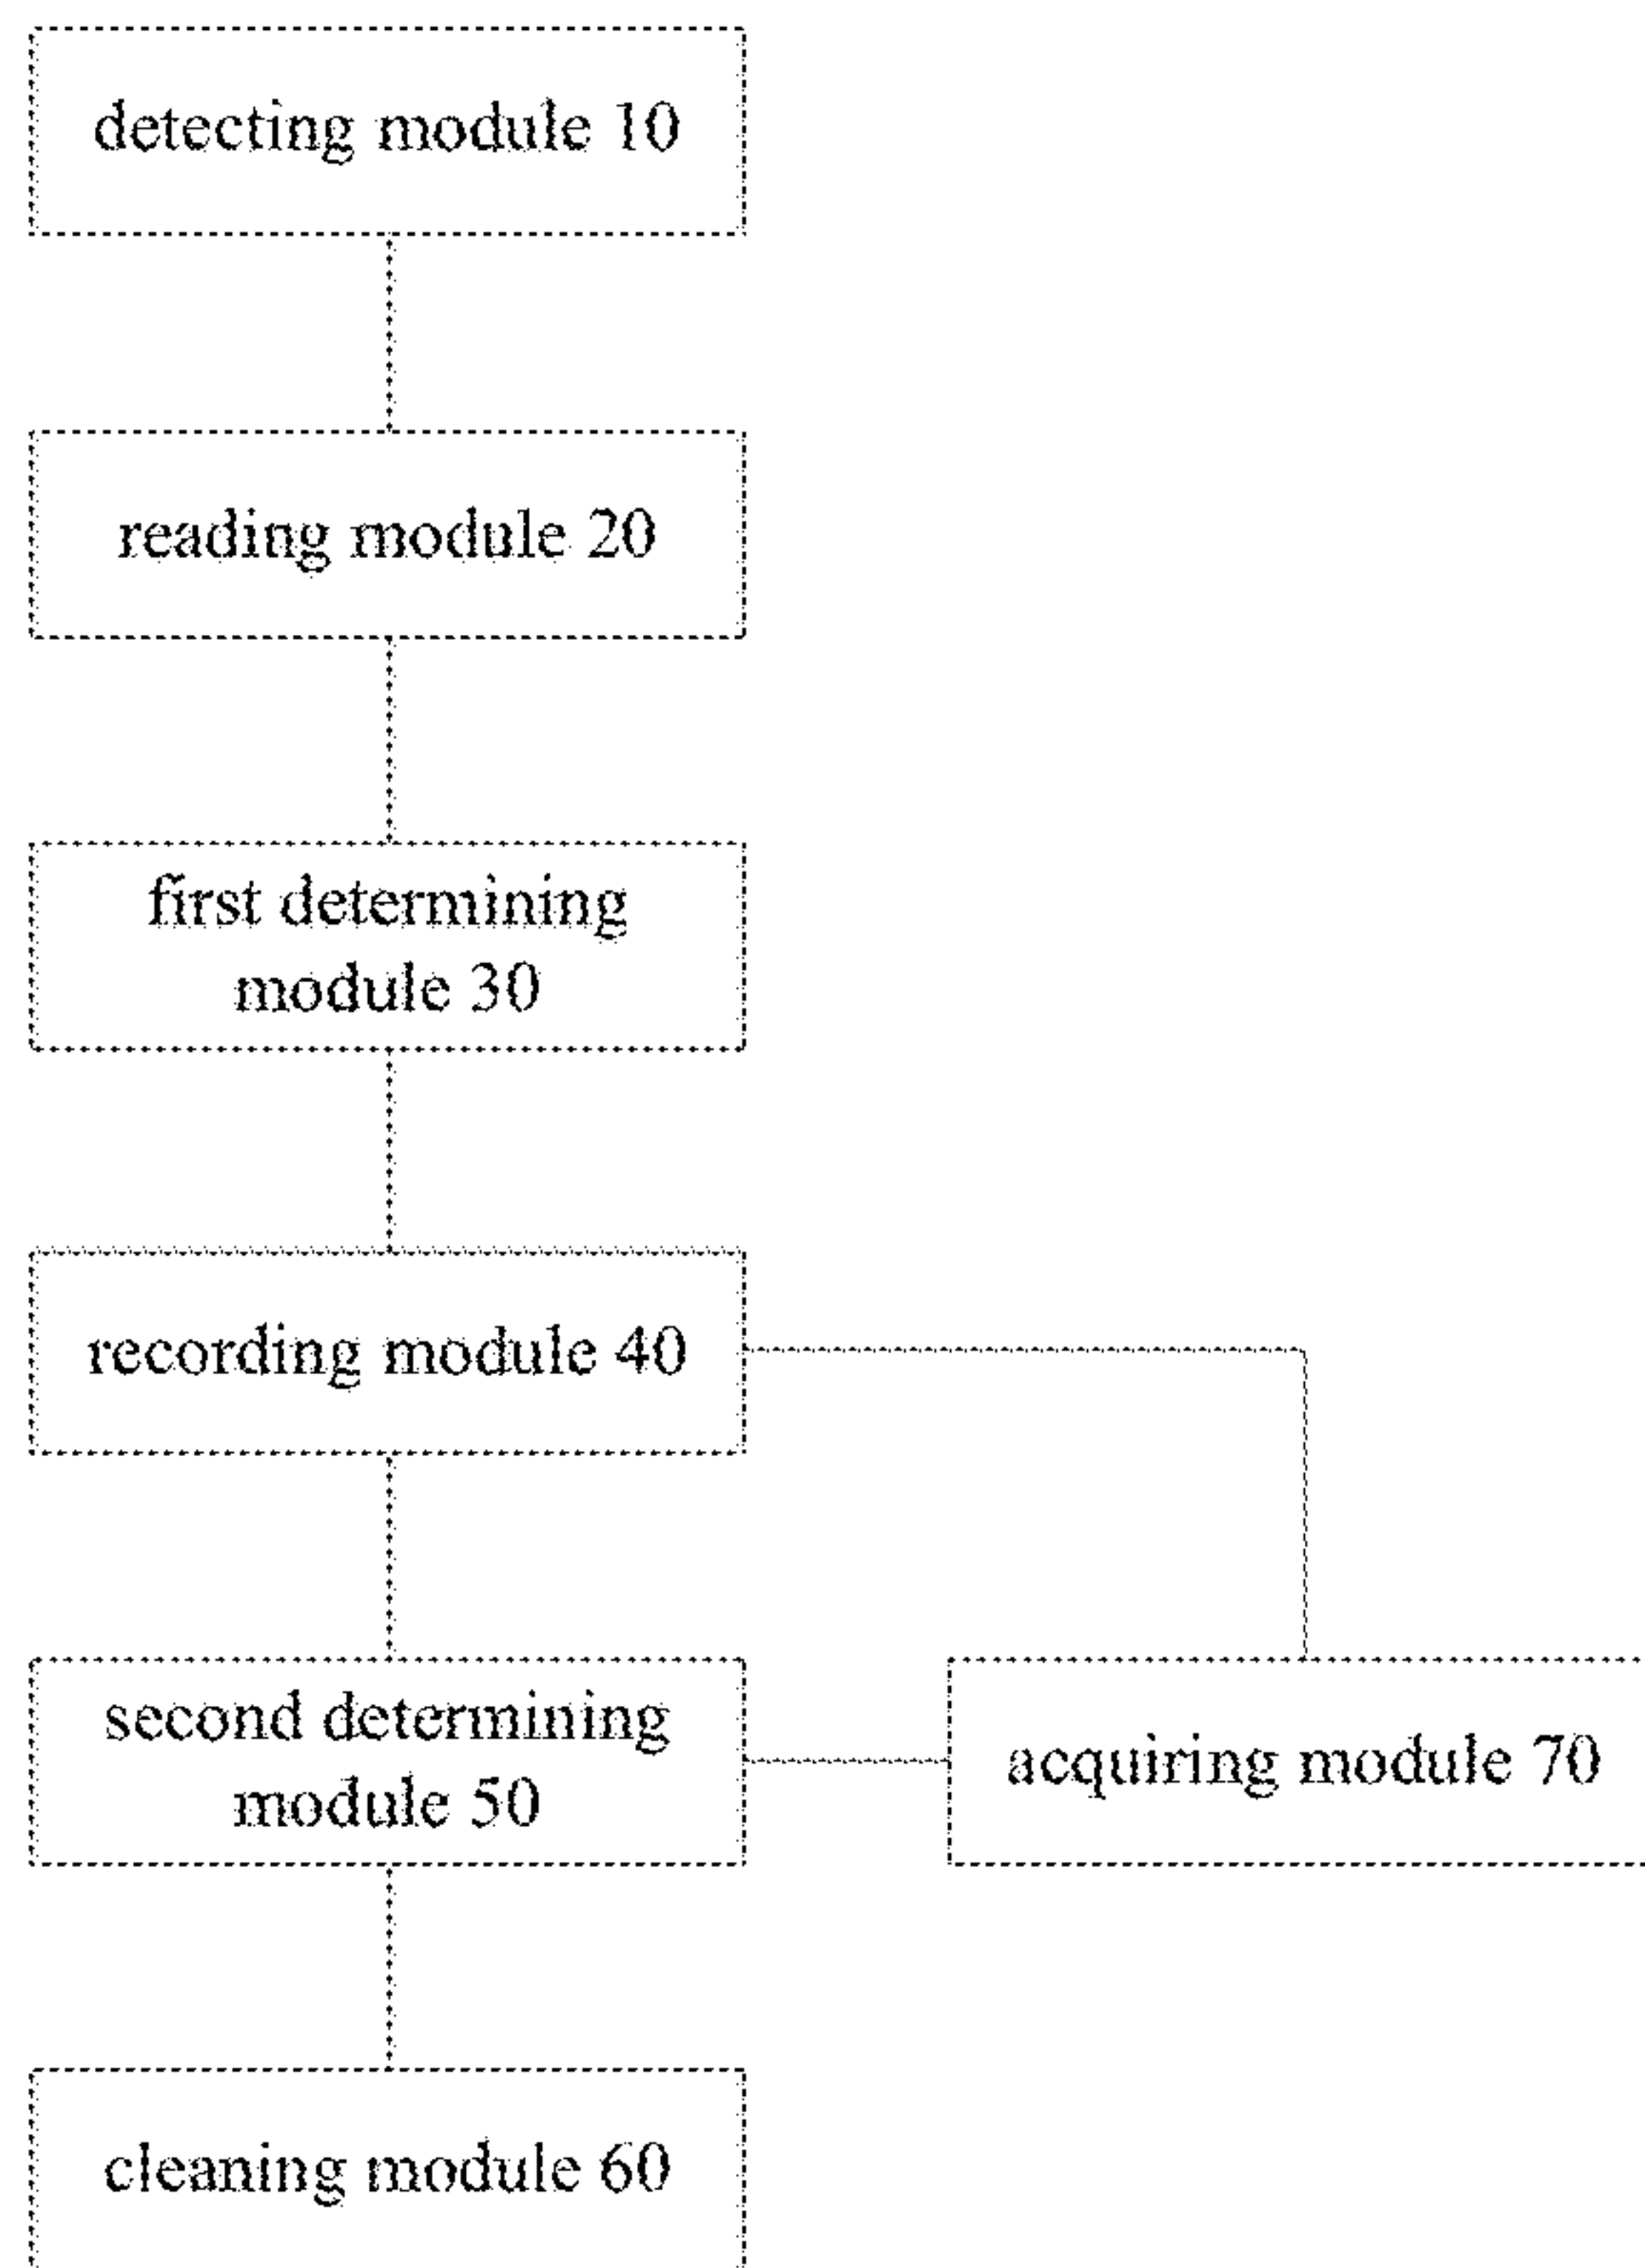 detecting module 10
reading module 20
first determining
module 30
recording module 40
second determining
module 50
acquiring module 70
cleaning module 60